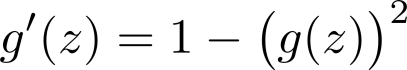 g′(z) = 1 − (g(z))²